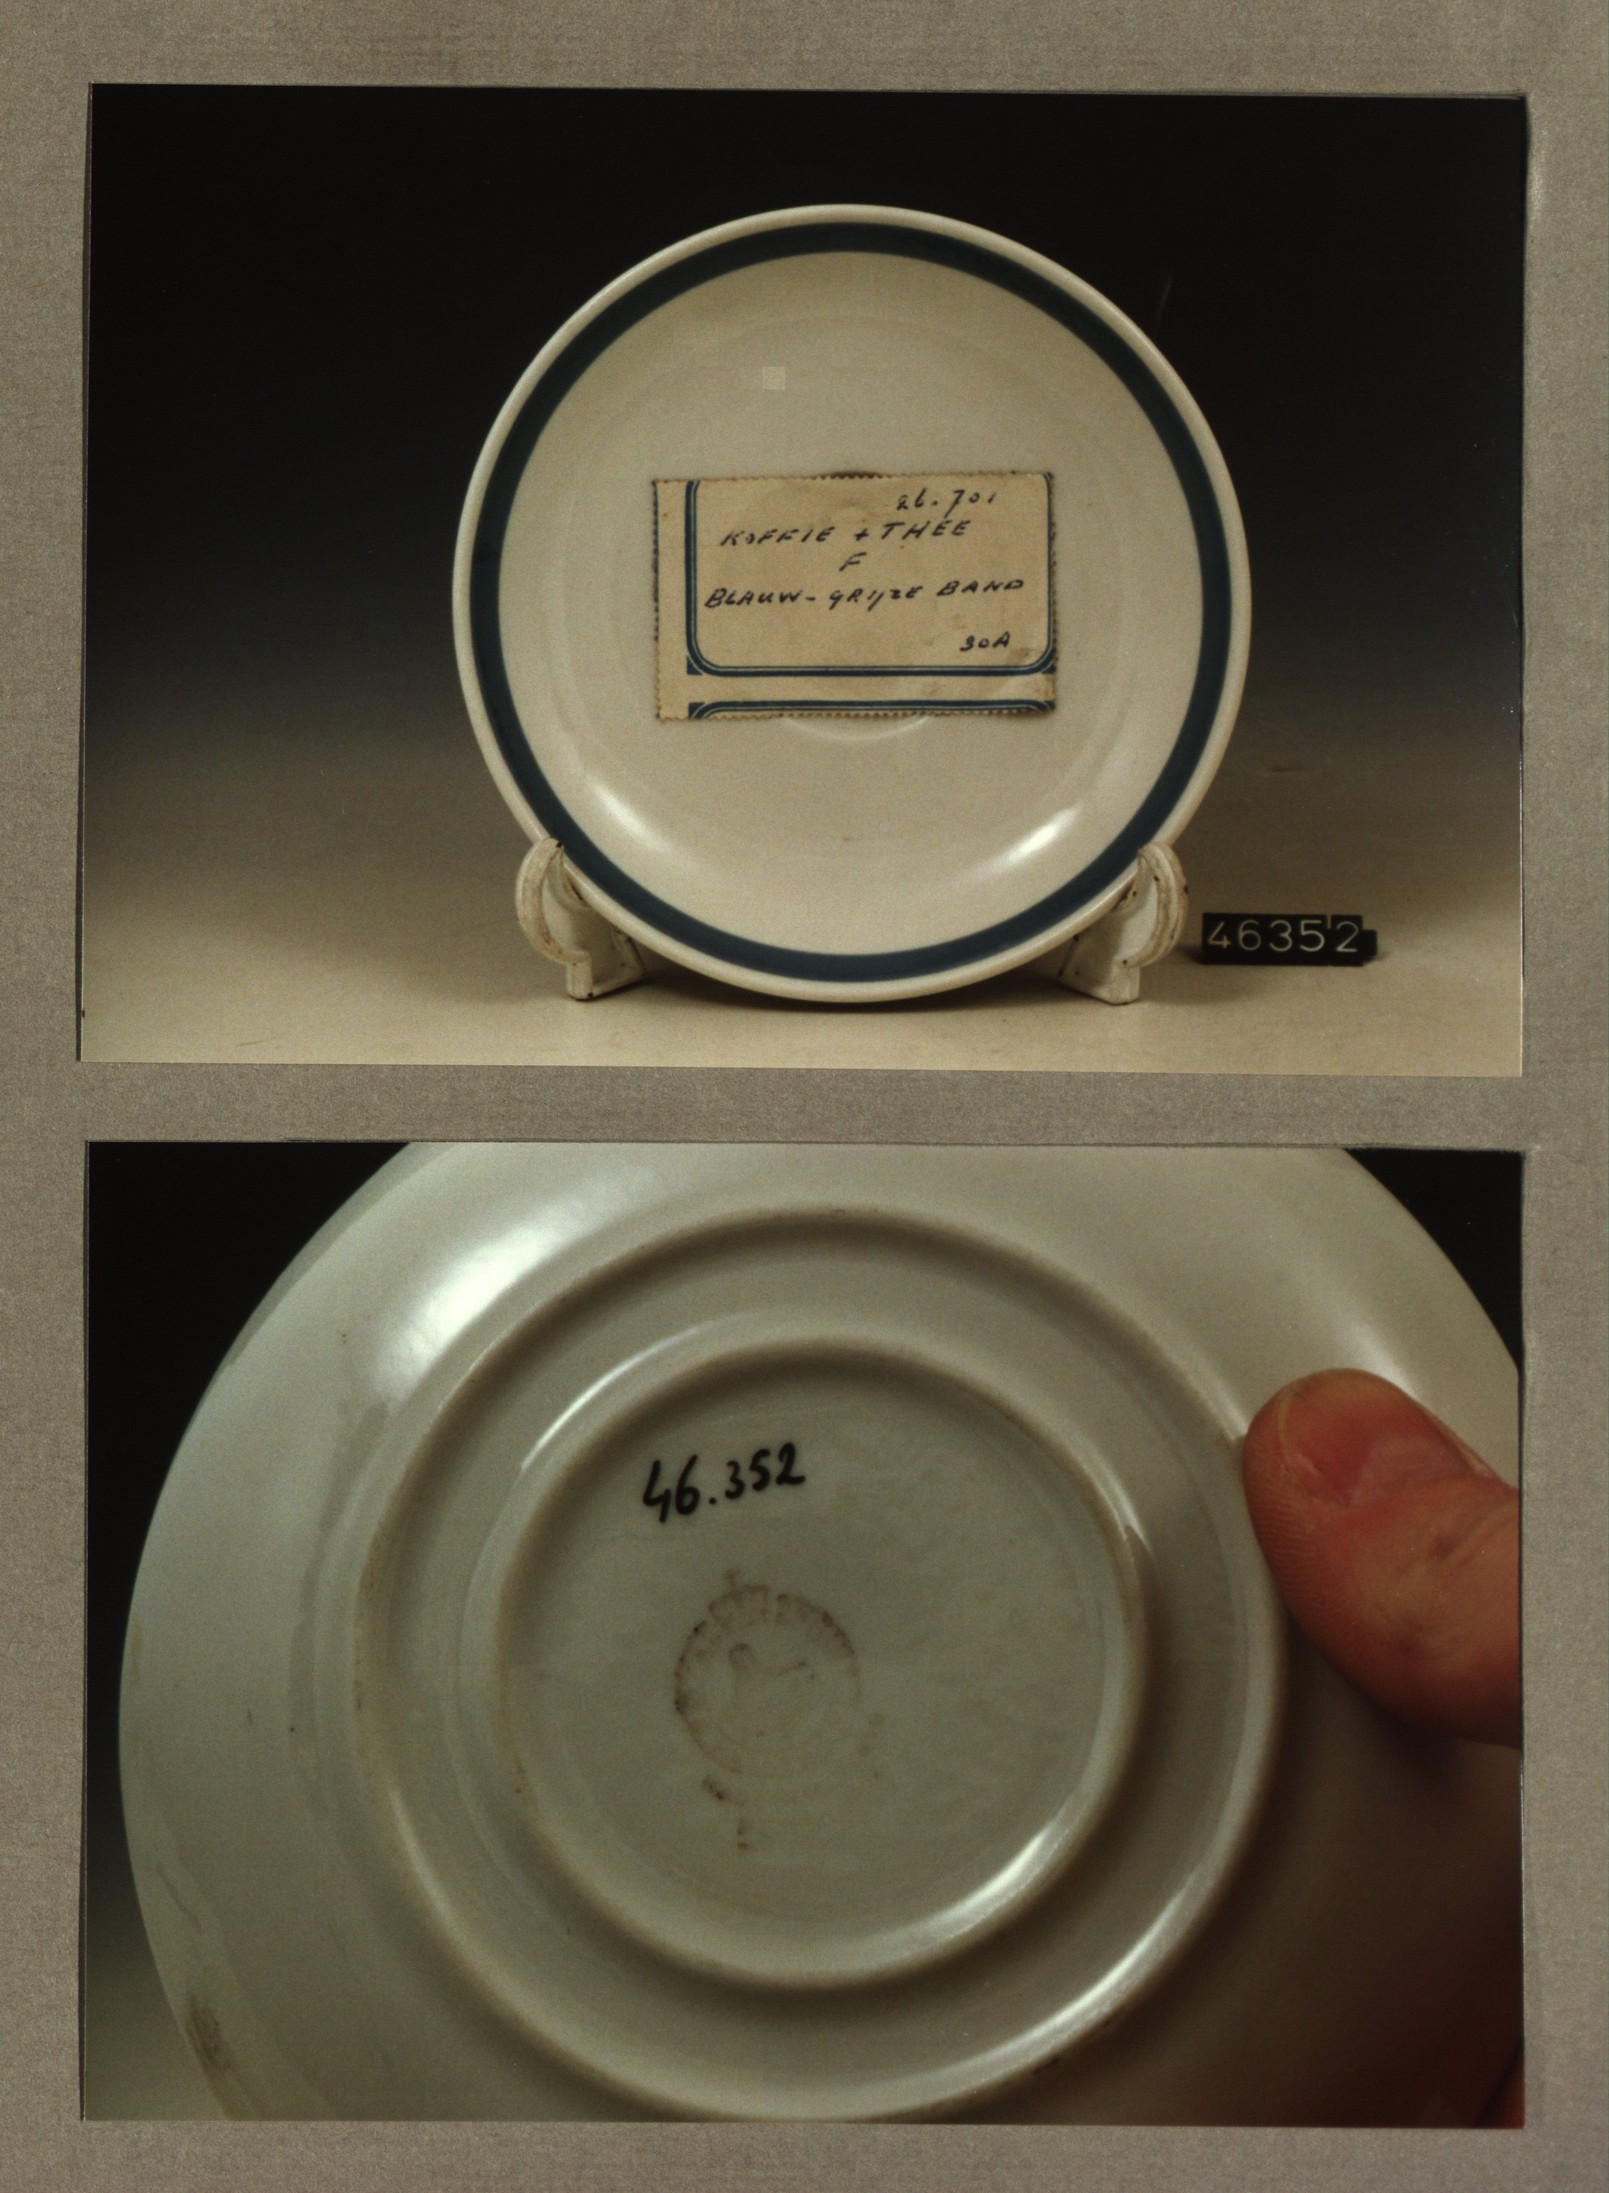 26.701
KOFFIE + THEE
F
BLAUW-GRIJZE BAND
30A
46352
46.352